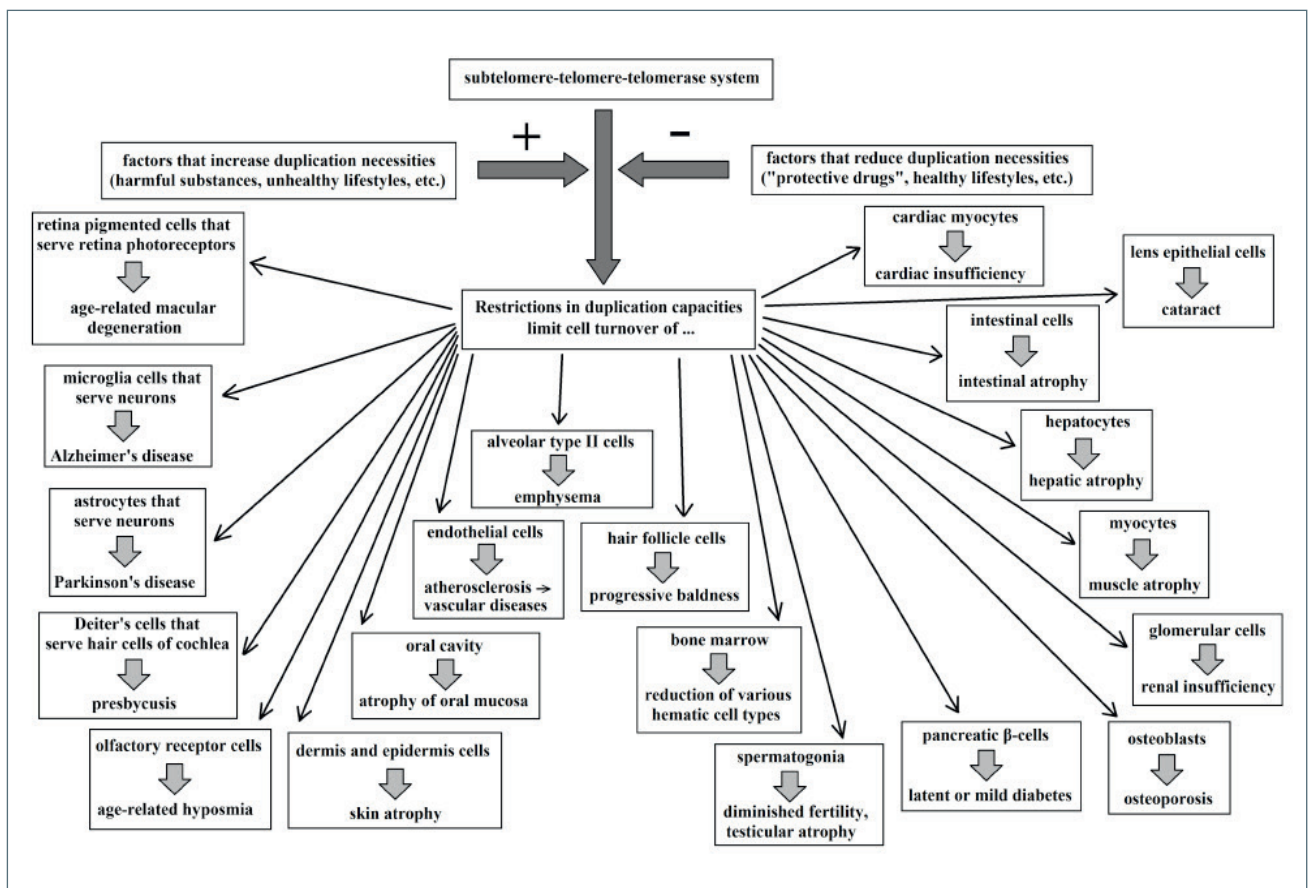 subtelomere-telomere-telomerase system
+
-
factors that increase duplication necessities
(harmful substances, unhealthy lifestyles, etc.)
factors that reduce duplication necessities
("protective drugs", healthy lifestyles, etc.)
Restrictions in duplication capacities
limit cell turnover of ...
retina pigmented cells that
serve retina photoreceptors
age-related macular
degeneration
microglia cells that
serve neurons
Alzheimer's disease
astrocytes that
serve neurons
Parkinson's disease
Deiter's cells that
serve hair cells of cochlea
presbycusis
olfactory receptor cells
age-related hyposmia
dermis and epidermis cells
skin atrophy
oral cavity
atrophy of oral mucosa
endothelial cells
atherosclerosis →
vascular diseases
alveolar type II cells
emphysema
hair follicle cells
progressive baldness
bone marrow
reduction of various
hematic cell types
spermatogonia
diminished fertility,
testicular atrophy
pancreatic β-cells
latent or mild diabetes
osteoblasts
osteoporosis
glomerular cells
renal insufficiency
myocytes
muscle atrophy
hepatocytes
hepatic atrophy
intestinal cells
intestinal atrophy
lens epithelial cells
cataract
cardiac myocytes
cardiac insufficiency